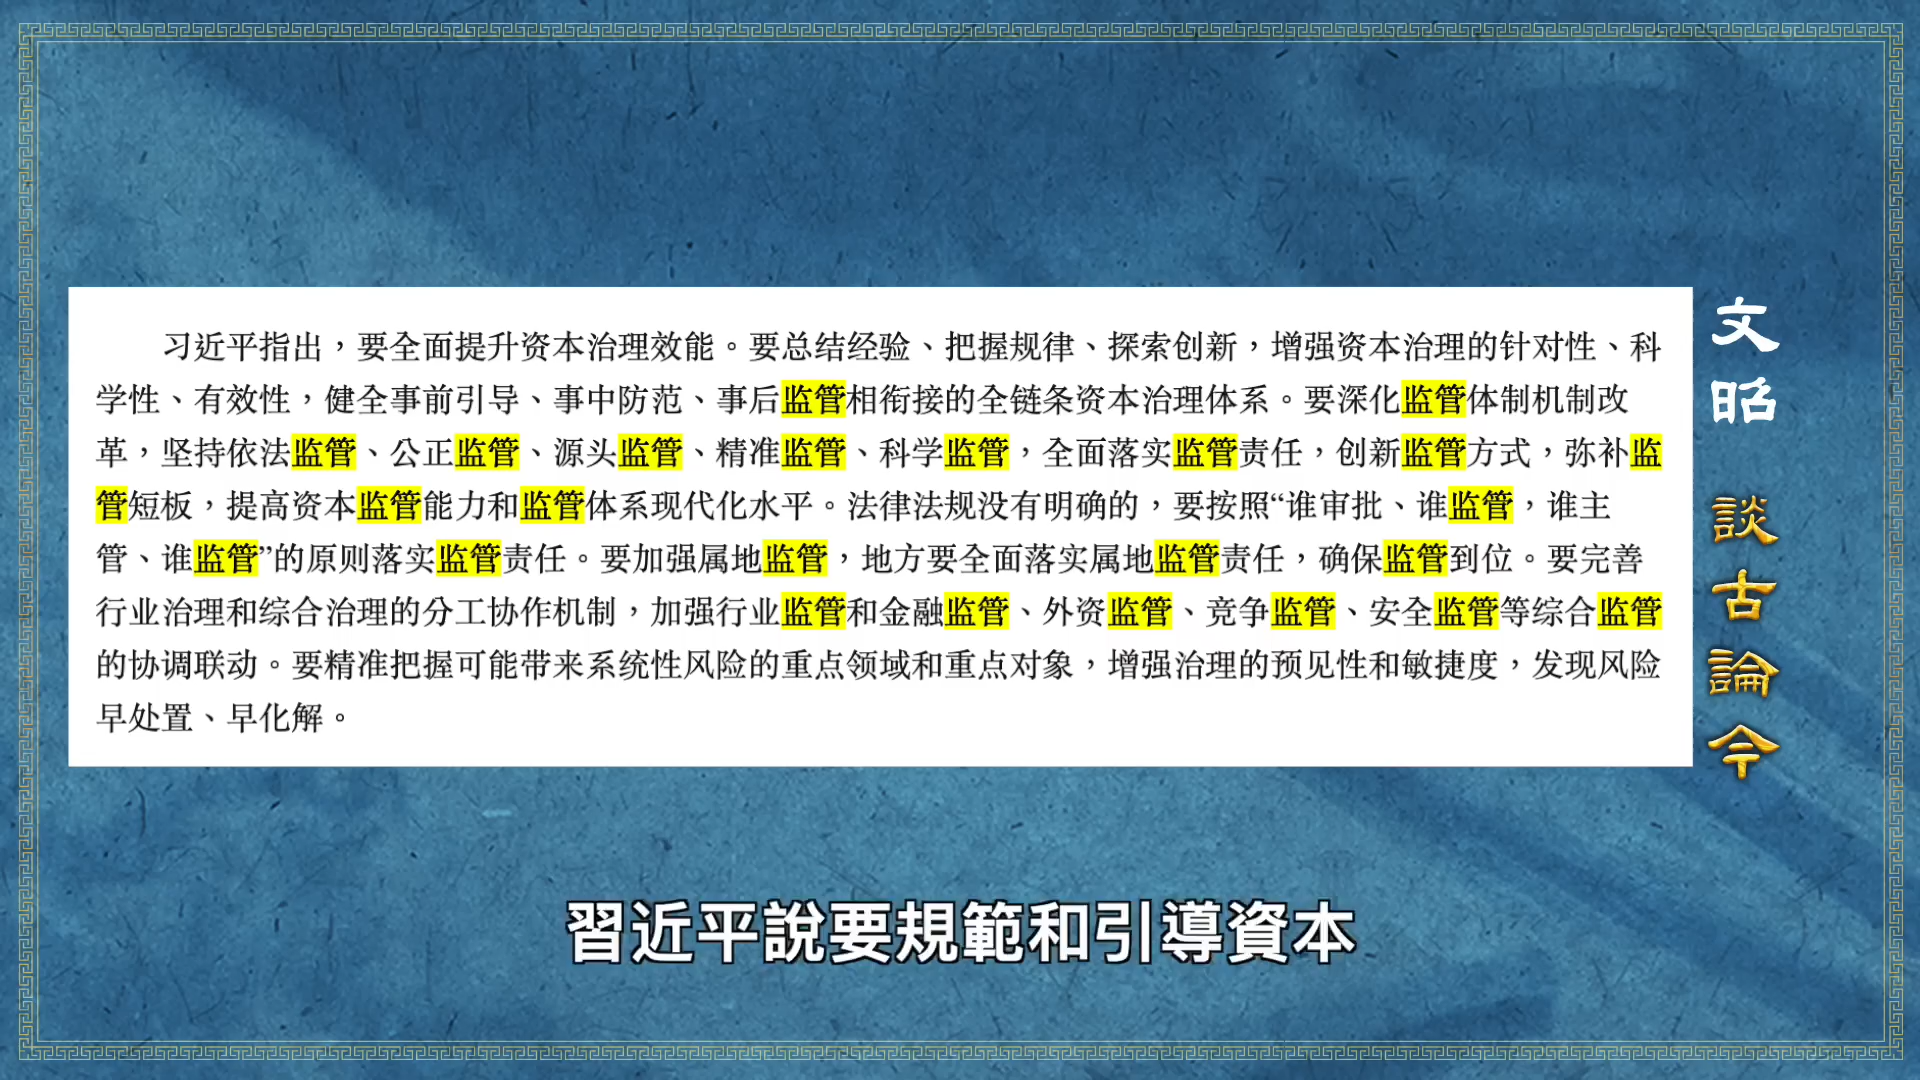 习近平指出，要全面提升资本治理效能。要总结经验、把握规律、探索创新，增强资本治理的针对性、科
学性、有效性，健全事前引导、事中防范、事后监管相衔接的全链条资本治理体系。要深化监管体制机制改
革，坚持依法监管、公正监管、源头监管、精准监管、科学监管，全面落实监管责任，创新监管方式，弥补监
管短板，提高资本监管能力和监管体系现代化水平。法律法规没有明确的，要按照“谁审批、谁监管，谁主
管、谁监管”的原则落实监管责任。要加强属地监管，地方要全面落实属地监管责任，确保监管到位。要完善
行业治理和综合治理的分工协作机制，加强行业监管和金融监管、外资监管、竞争监管、安全监管等综合监管
的协调联动。要精准把握可能带来系统性风险的重点领域和重点对象，增强治理的预见性和敏捷度，发现风险
早处置、早化解。
文昭 談古論今
習近平說要規範和引導資本